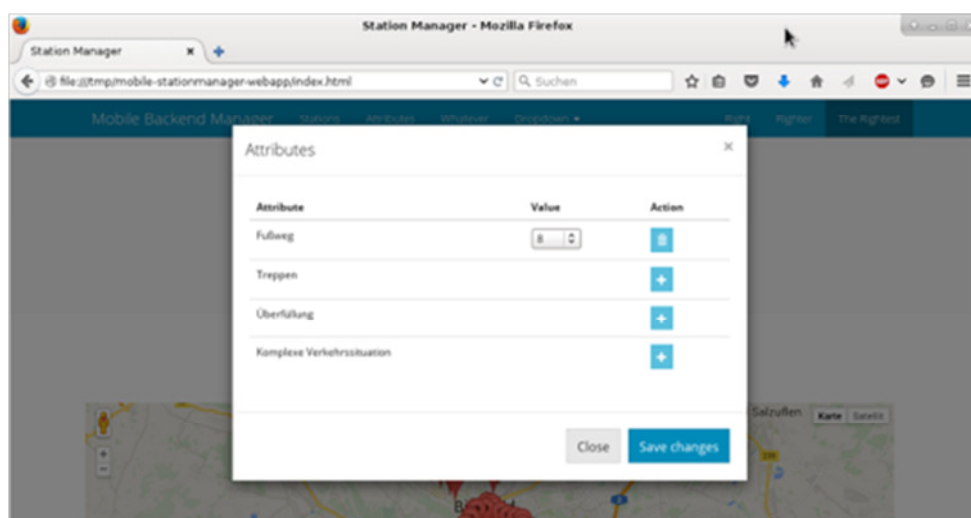 Station Manager - Mozilla Firefox
Station Manager
file:///tmp/mobile-stationmanager-webapp/index.html
Suchen
Mobile Backend Manager Stations Attributes Whatever Dropdown Right Righter The Rightest
Attributes
Attribute Value Action
Fußweg 8
Treppen
Überfüllung
Komplexe Verkehrssituation
Salzuflen Karte Satellit
Close Save changes